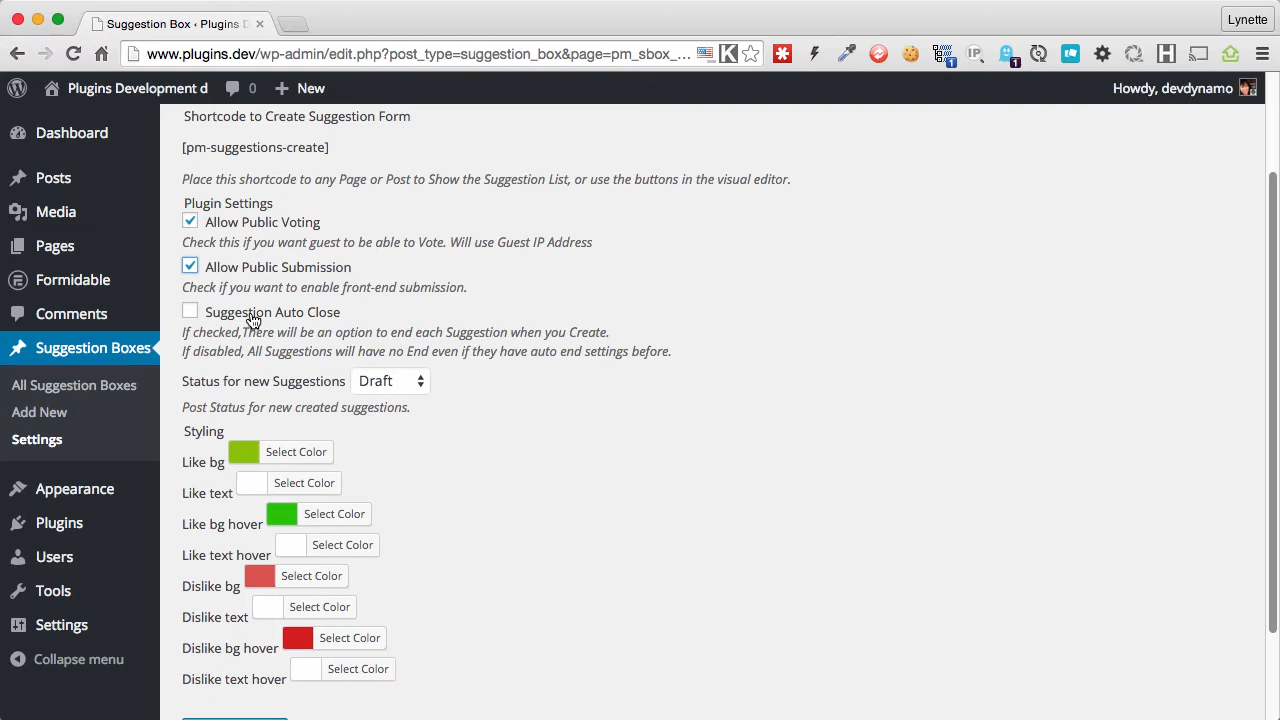 Suggestion Box ‹ Plugins D
Lynette
www.plugins.dev/wp-admin/edit.php?post_type=suggestion_box&page=pm_sbox_...
1
IP
1
Plugins Development d
0
New
Howdy, devdynamo
Dashboard
Posts
Media
Pages
Formidable
Comments
Suggestion Boxes
All Suggestion Boxes
Add New
Settings
Appearance
Plugins
Users
Tools
Settings
Collapse menu
Shortcode to Create Suggestion Form
[pm-suggestions-create]
Place this shortcode to any Page or Post to Show the Suggestion List, or use the buttons in the visual editor.
Plugin Settings
Allow Public Voting
Check this if you want guest to be able to Vote. Will use Guest IP Address
Allow Public Submission
Check if you want to enable front-end submission.
Suggestion Auto Close
If checked,There will be an option to end each Suggestion when you Create.
If disabled, All Suggestions will have no End even if they have auto end settings before.
Status for new Suggestions Draft
Post Status for new created suggestions.
Styling
Like bg Select Color
Like text Select Color
Like bg hover Select Color
Like text hover Select Color
Dislike bg Select Color
Dislike text Select Color
Dislike bg hover Select Color
Dislike text hover Select Color